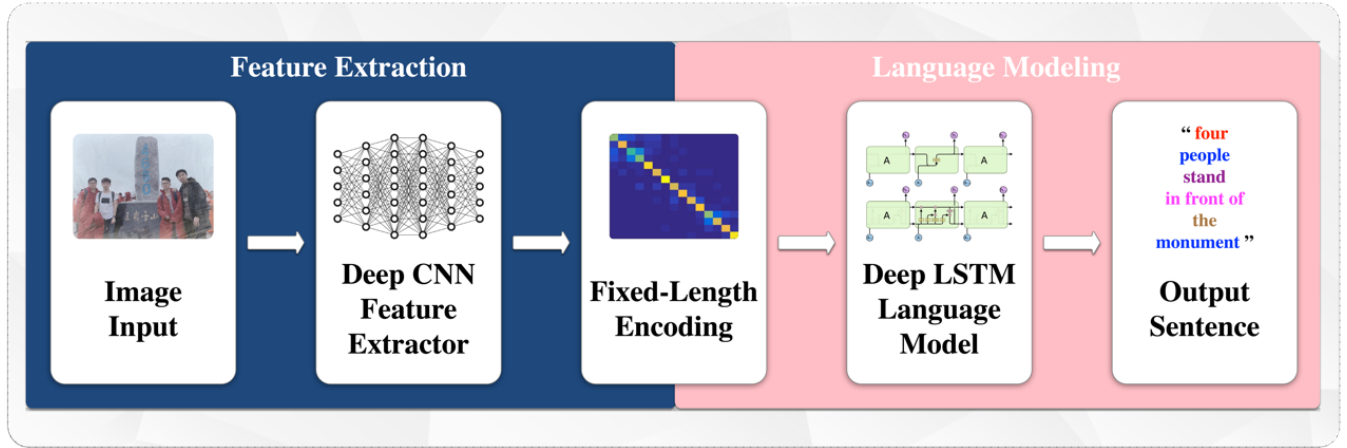 Feature Extraction
Language Modeling
Image
Input
Deep CNN
Feature
Extractor
Fixed-Length
Encoding
A
A
A
A
Deep LSTM
Language
Model
“ four
people
stand
in front of
the
monument ”
Output
Sentence